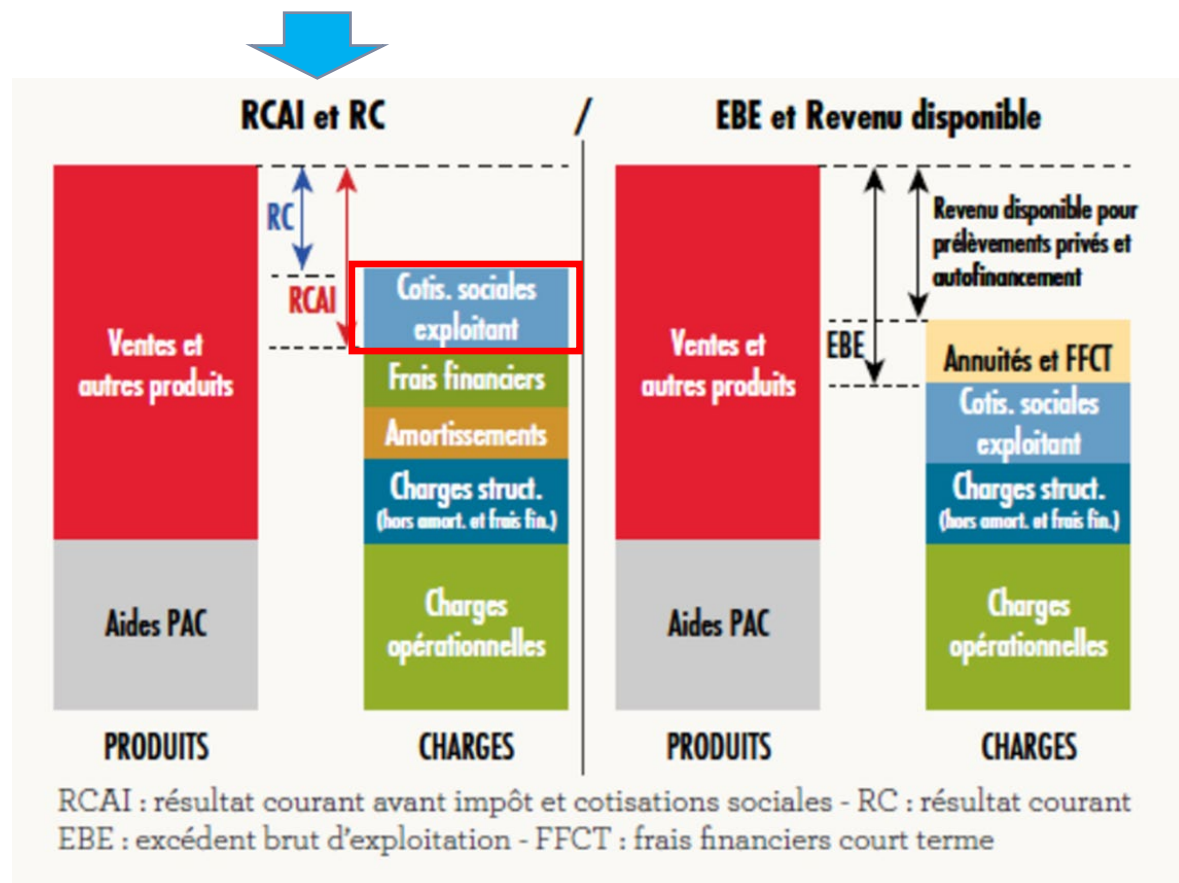 RCAI et RC / EBE et Revenu disponible
RC
RCAI
Ventes et
autres produits
Aides PAC
Cotis. sociales
exploitant
Frais financiers
Amortissements
Charges struct.
(hors amort. et frais fin.)
Charges
opérationnelles
PRODUITS
CHARGES
Ventes et
autres produits
Aides PAC
EBE
Revenu disponible pour
prélèvements privés et
autofinancement
Annuités et FFCT
Cotis. sociales
exploitant
Charges struct.
(hors amort. et frais fin.)
Charges
opérationnelles
PRODUITS
CHARGES
RCAI : résultat courant avant impôt et cotisations sociales - RC : résultat courant
EBE : excédent brut d'exploitation - FFCT : frais financiers court terme